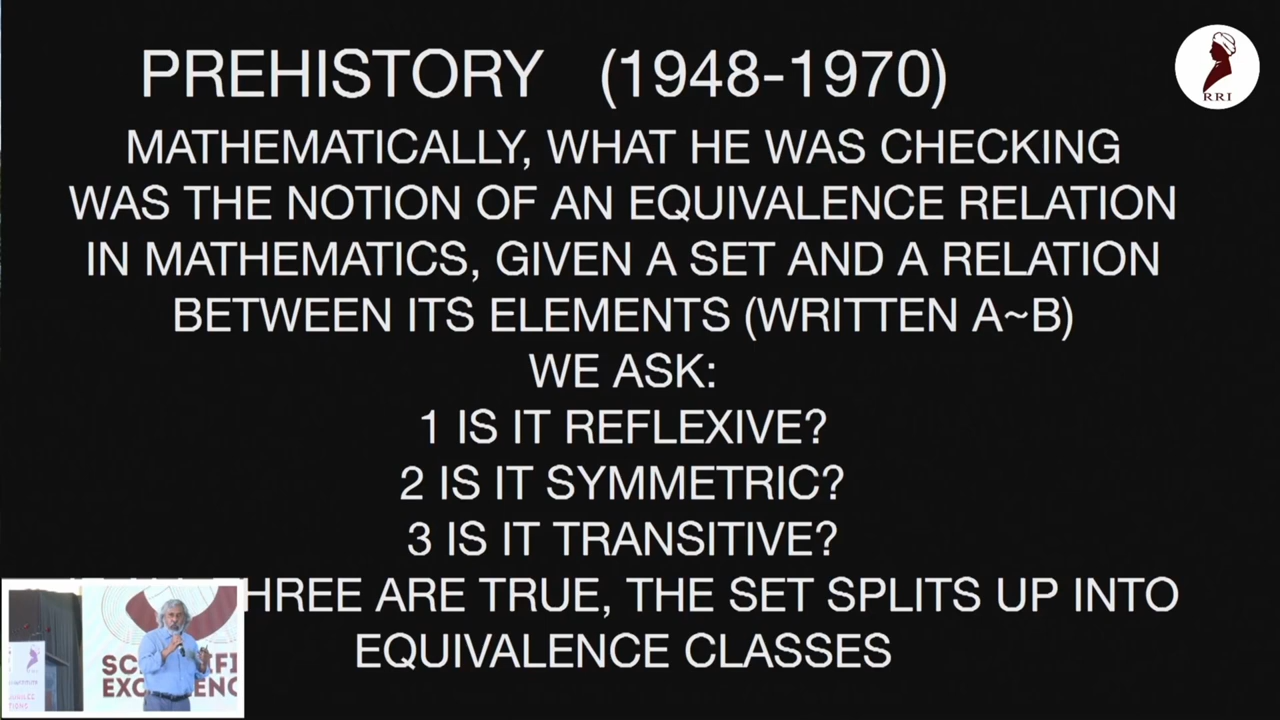 PREHISTORY (1948-1970)
RRI
MATHEMATICALLY, WHAT HE WAS CHECKING
WAS THE NOTION OF AN EQUIVALENCE RELATION
IN MATHEMATICS, GIVEN A SET AND A RELATION
BETWEEN ITS ELEMENTS (WRITTEN A~B)
WE ASK:
1 IS IT REFLEXIVE?
2 IS IT SYMMETRIC?
3 IS IT TRANSITIVE?
HREE ARE TRUE, THE SET SPLITS UP INTO
EQUIVALENCE CLASSES